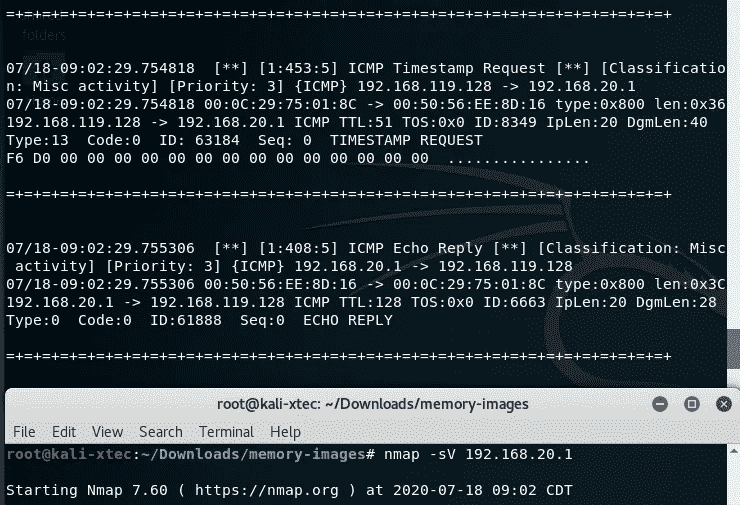 folders
=+=+=+=+=+=+=+=+=+=+=+=+=+=+=+=+=+=+=+=+=+=+=+=+=+=+=+=+=+=+=+=+=+=+=+=+=+
07/18-09:02:29.754818  [**] [1:453:5] ICMP Timestamp Request [**] [Classificatio
n: Misc activity] [Priority: 3] {ICMP} 192.168.119.128 -> 192.168.20.1
07/18-09:02:29.754818 00:0C:29:75:01:8C -> 00:50:56:EE:8D:16 type:0x800 len:0x36
192.168.119.128 -> 192.168.20.1 ICMP TTL:51 TOS:0x0 ID:8349 IpLen:20 DgmLen:40
Type:13  Code:0  ID: 63184  Seq: 0  TIMESTAMP REQUEST
F6 D0 00 00 00 00 00 00 00 00 00 00 00 00 00 00  ................
=+=+=+=+=+=+=+=+=+=+=+=+=+=+=+=+=+=+=+=+=+=+=+=+=+=+=+=+=+=+=+=+=+=+=+=+=+
07/18-09:02:29.755306  [**] [1:408:5] ICMP Echo Reply [**] [Classification: Misc
 activity] [Priority: 3] {ICMP} 192.168.20.1 -> 192.168.119.128
07/18-09:02:29.755306 00:50:56:EE:8D:16 -> 00:0C:29:75:01:8C type:0x800 len:0x3C
192.168.20.1 -> 192.168.119.128 ICMP TTL:128 TOS:0x0 ID:6663 IpLen:20 DgmLen:28
Type:0  Code:0  ID:61888  Seq:0  ECHO REPLY
=+=+=+=+=+=+=+=+=+=+=+=+=+=+=+=+=+=+=+=+=+=+=+=+=+=+=+=+=+=+=+=+=+=+=+=+=+
root@kali-xtec: ~/Downloads/memory-images
File Edit View Search Terminal Help
root@kali-xtec:~/Downloads/memory-images# nmap -sV 192.168.20.1
Starting Nmap 7.60 ( https://nmap.org ) at 2020-07-18 09:02 CDT